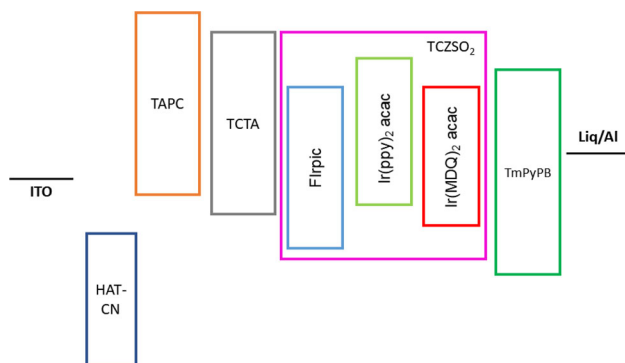 ITO
HAT-
CN
TAPC
TCTA
TCZSO₂
FIrpic
Ir(ppy)₂ acac
Ir(MDQ)₂ acac
TmPyPB
Liq/Al